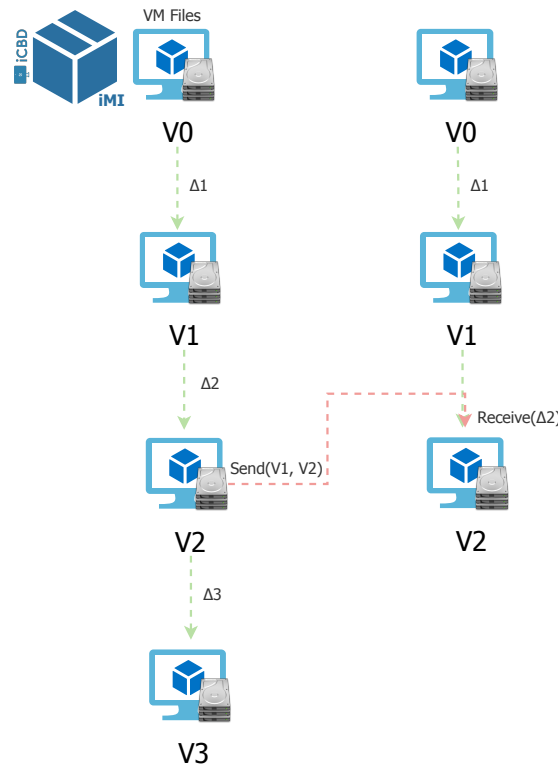 VM Files
iCBD
iMI
V0
V0
Δ1
Δ1
V1
V1
Δ2
Receive(Δ2)
Send(V1, V2)
V2
V2
Δ3
V3